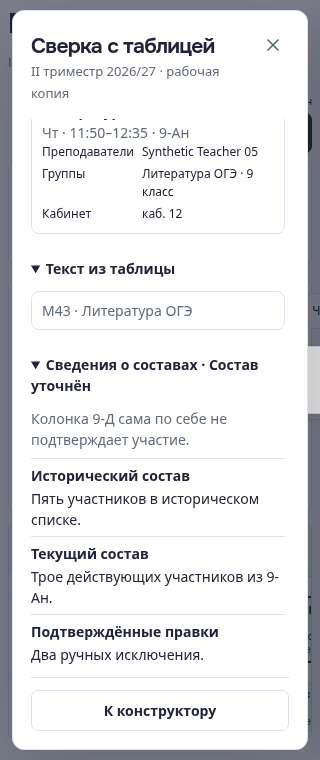 Сверка с таблицей
II триместр 2026/27 · рабочая
копия
Чт · 11:50–12:35 · 9-Ан
Преподаватели Synthetic Teacher 05
Группы Литература ОГЭ · 9
класс
Кабинет каб. 12
▼ Текст из таблицы
М43 · Литература ОГЭ
▼ Сведения о составах · Состав
уточнён
Колонка 9-Д сама по себе не
подтверждает участие.
Исторический состав
Пять участников в историческом
списке.
Текущий состав
Трое действующих участников из 9-
Ан.
Подтверждённые правки
Два ручных исключения.
К конструктору